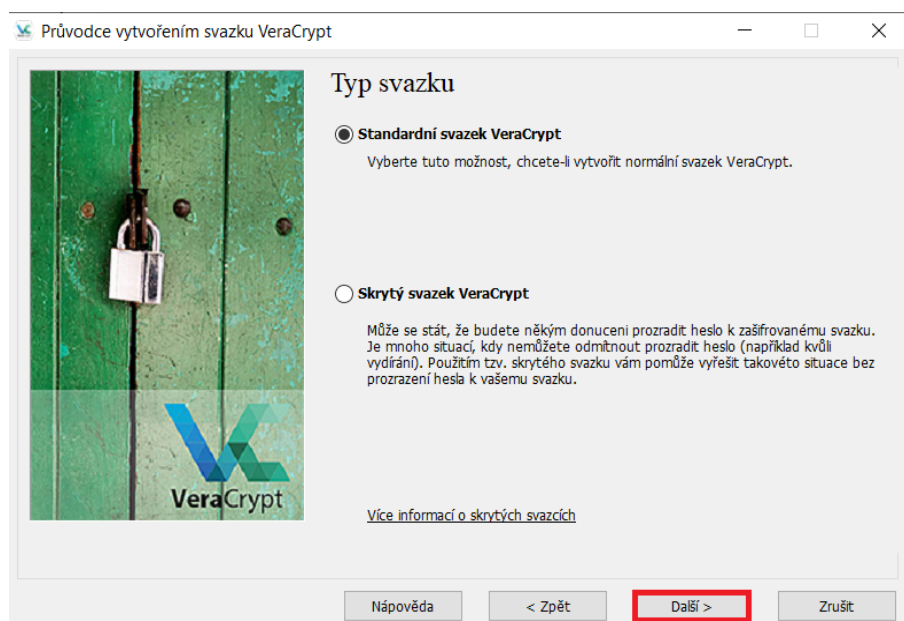 Průvodce vytvořením svazku VeraCrypt
Typ svazku
Standardní svazek VeraCrypt
Vyberte tuto možnost, chcete-li vytvořit normální svazek VeraCrypt.
Skrytý svazek VeraCrypt
Může se stát, že budete někým donuceni prozradit heslo k zašifrovanému svazku.
Je mnoho situací, kdy nemůžete odmítnout prozradit heslo (například kvůli
vydírání). Použitím tzv. skrytého svazku vám pomůže vyřešit takovéto situace bez
prozrazení hesla k vašemu svazku.
VeraCrypt
Více informací o skrytých svazcích
Nápověda
< Zpět
Další >
Zrušit